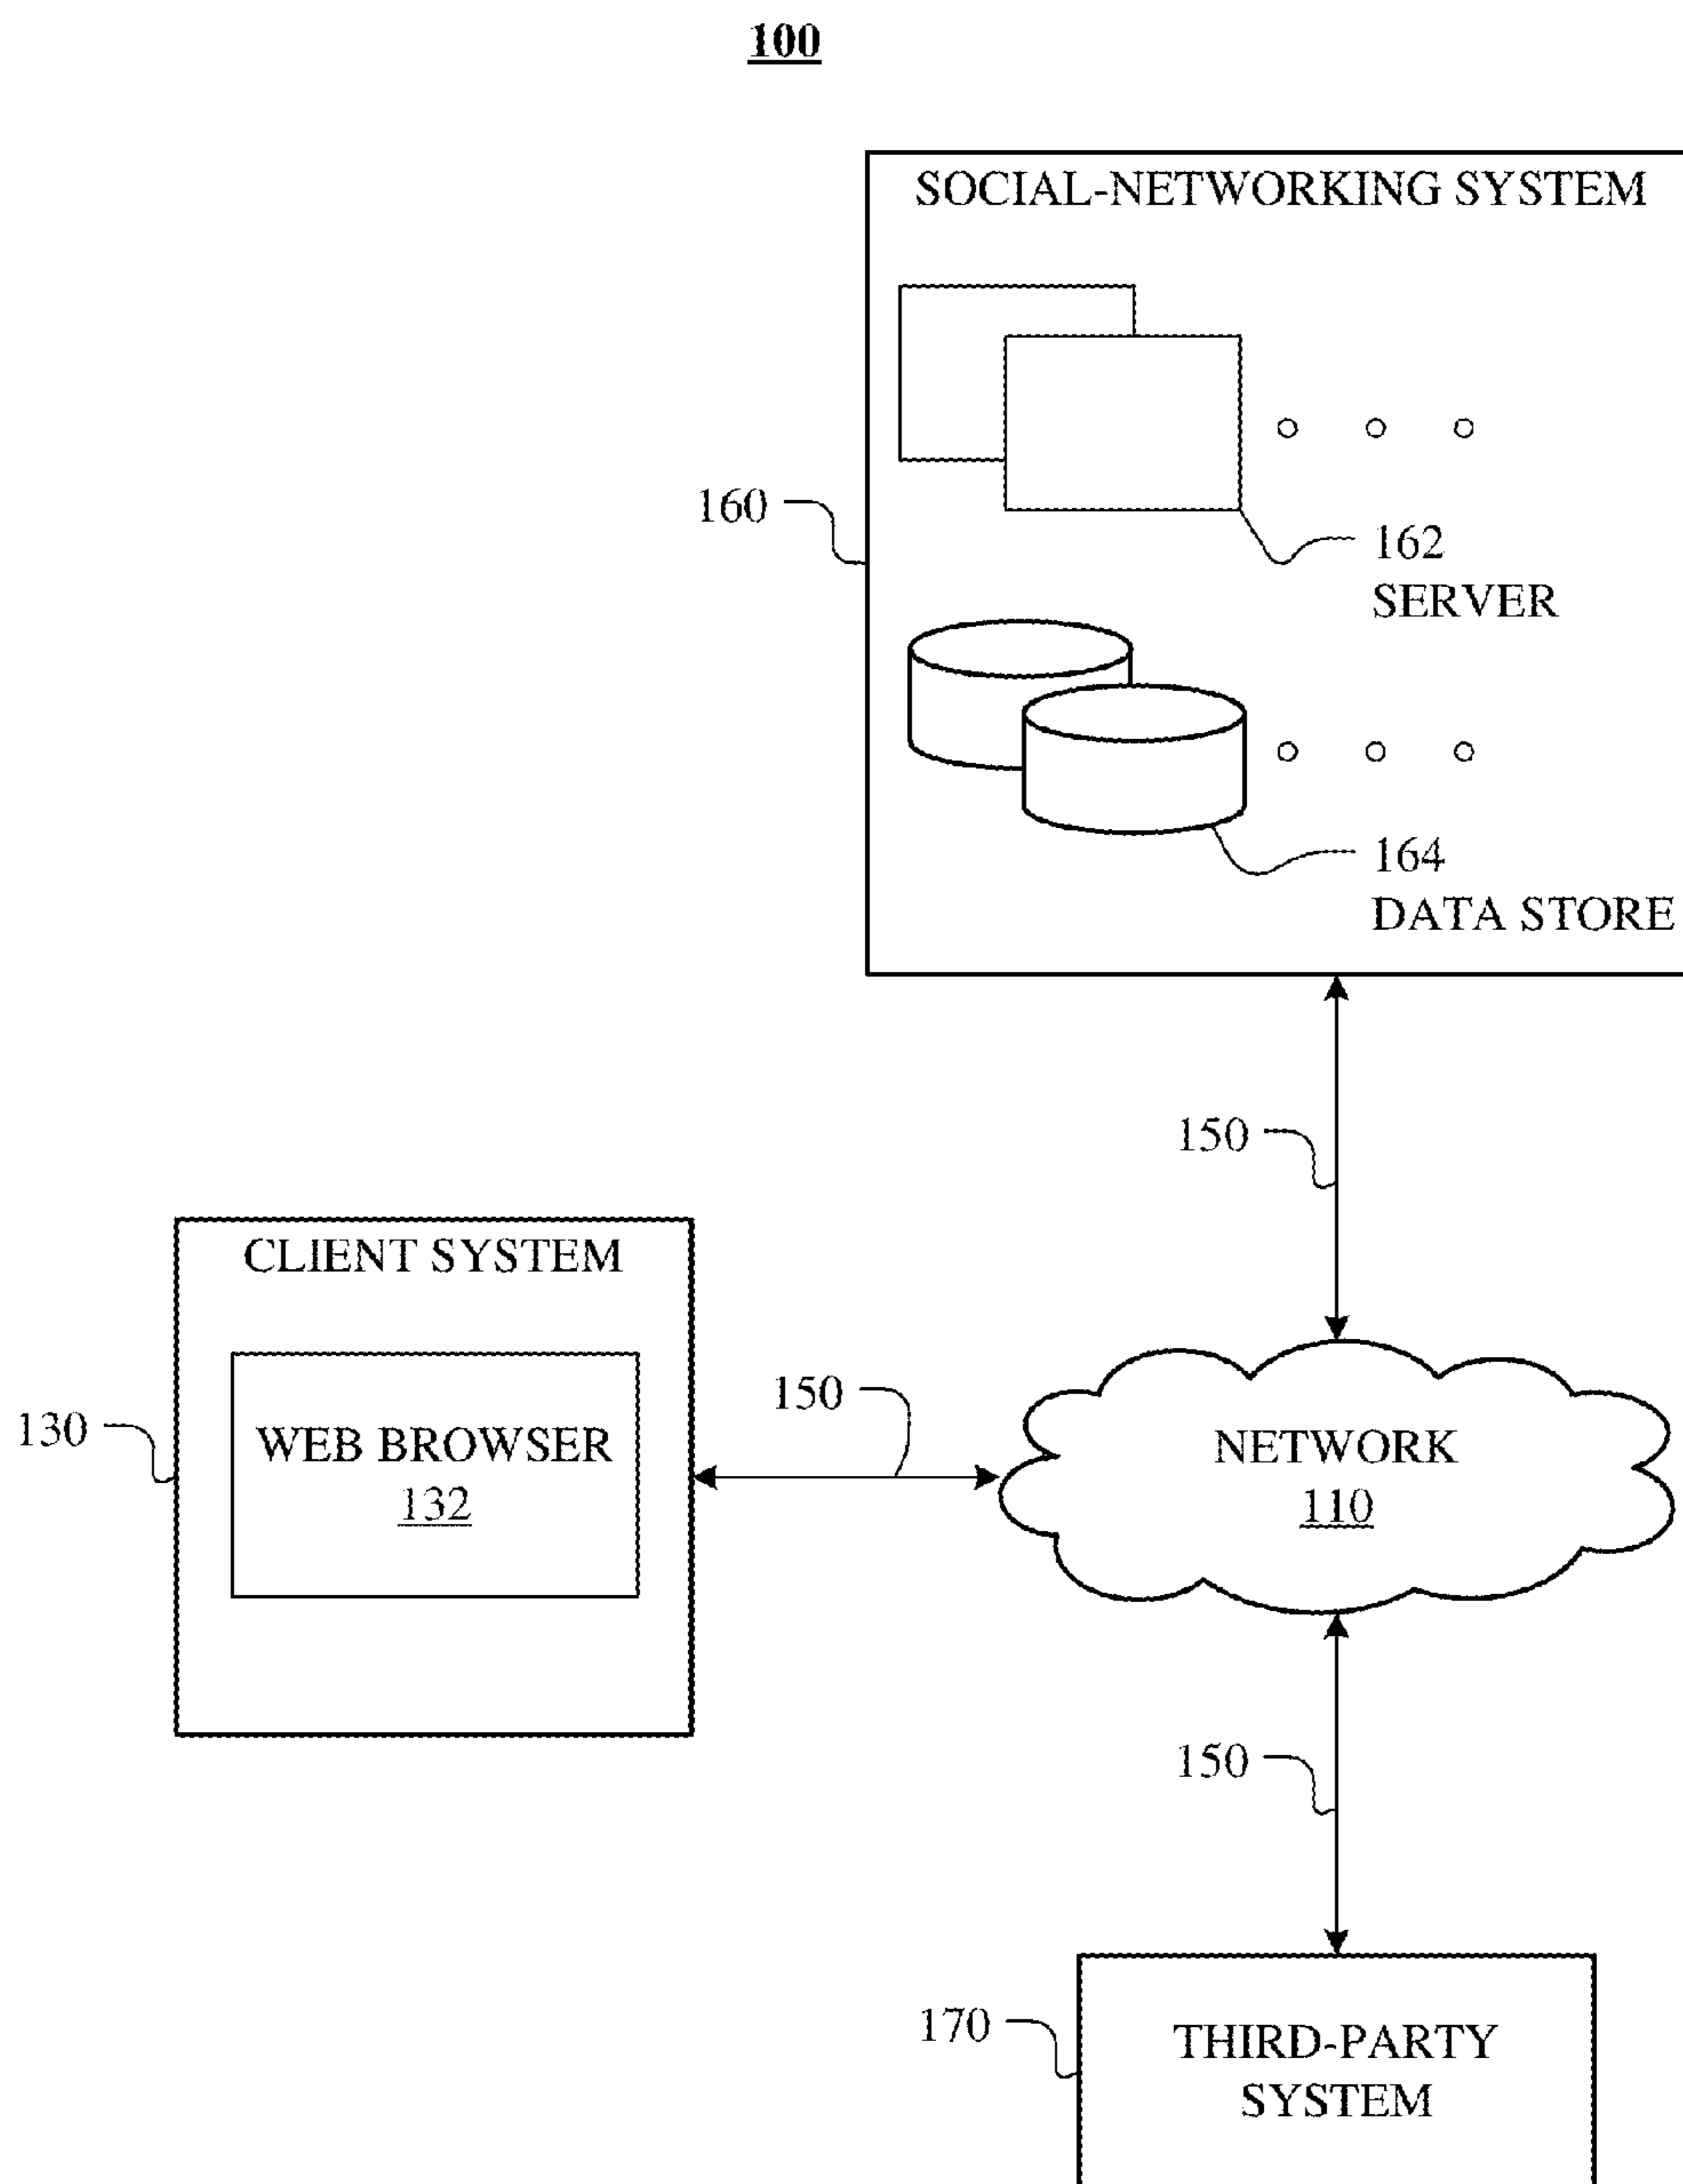 100
SOCIAL-NETWORKING SYSTEM
160
162
SERVER
164
DATA STORE
150
CLIENT SYSTEM
130
WEB BROWSER
132
150
NETWORK
110
150
170
THIRD-PARTY
SYSTEM